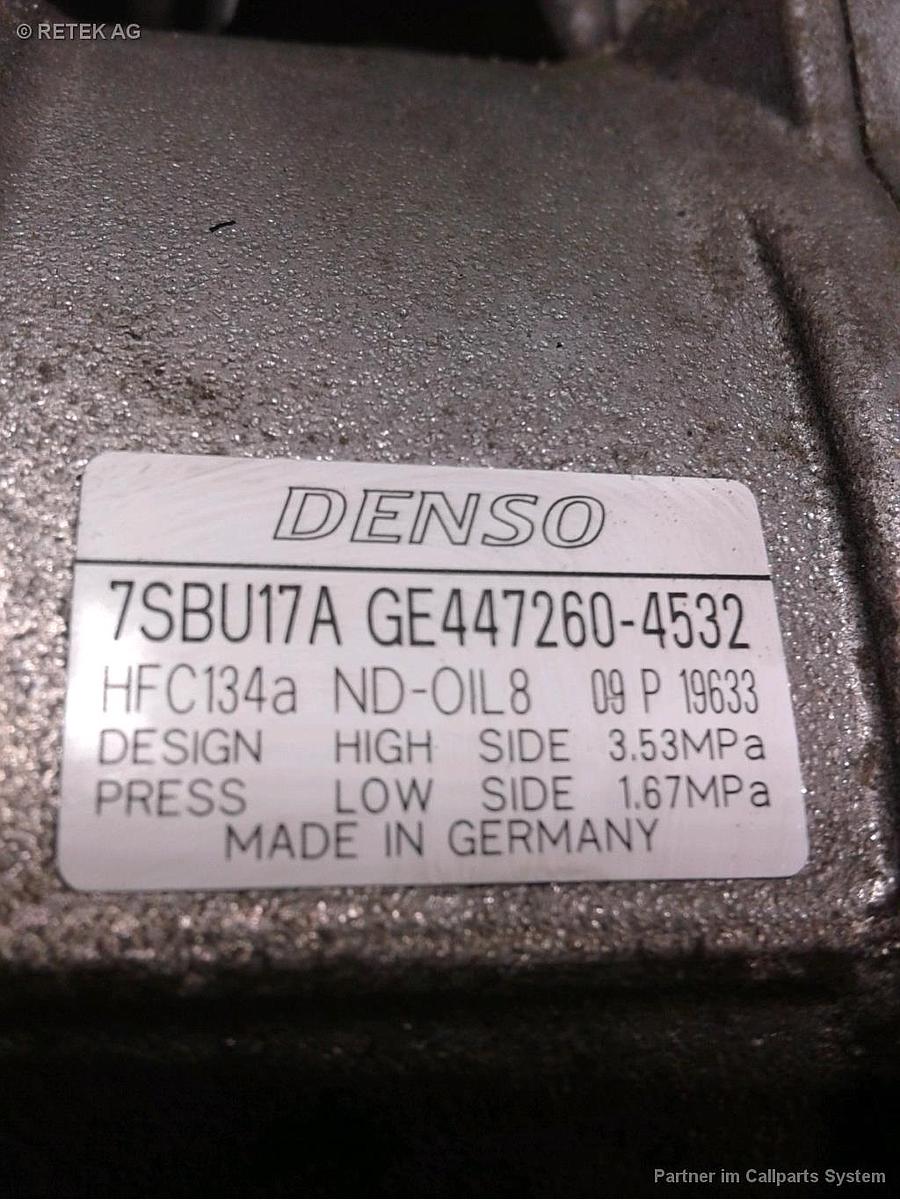 © RETEK AG
DENSO
7SBU17A GE447260-4532
HFC134a ND-OIL8 09 P 19633
DESIGN HIGH SIDE 3.53MPa
PRESS LOW SIDE 1.67MPa
MADE IN GERMANY
Partner im Callparts System